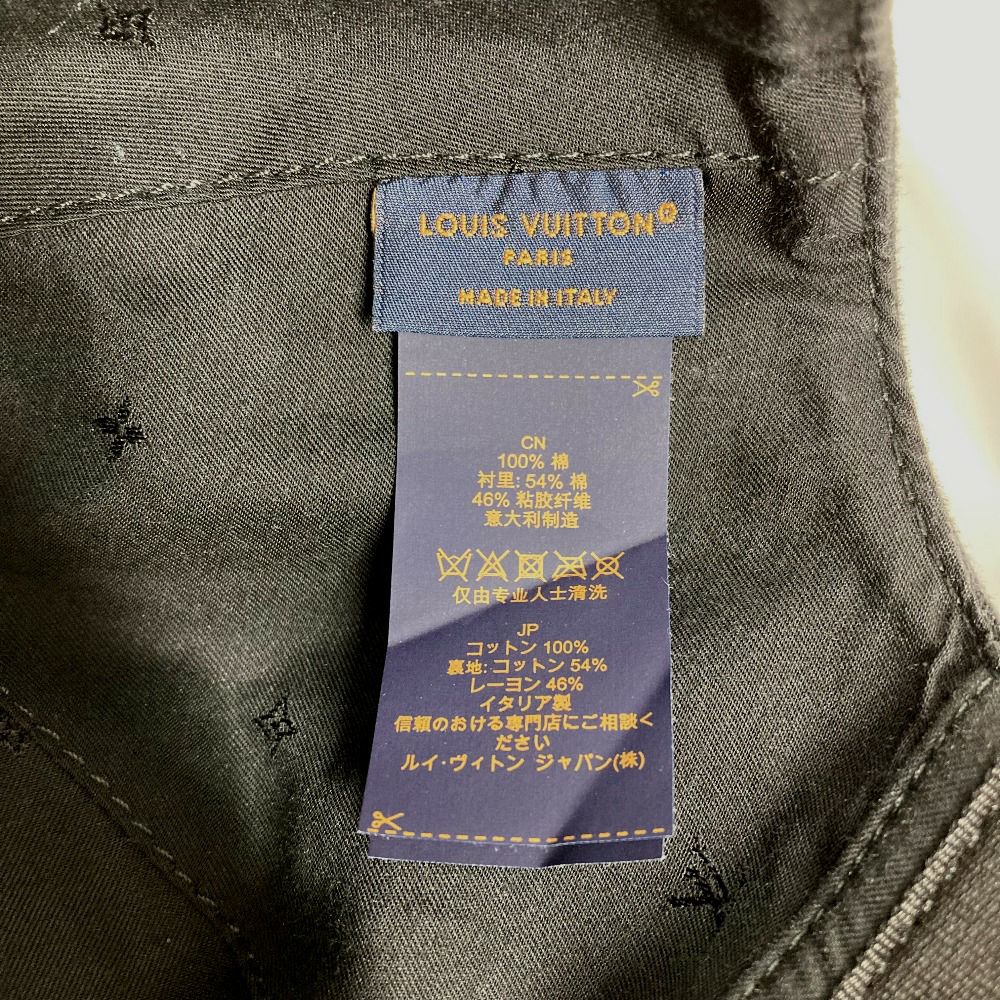 LOUIS VUITTON®
PARIS
MADE IN ITALY
CN
100% 棉
衬里: 54% 棉
46% 粘胶纤维
意大利制造
仅由专业人士清洗
JP
コットン 100%
裏地: コットン 54%
レーヨン 46%
イタリア製
信頼のおける専門店にご相談く
ださい
ルイ·ヴィトン ジャパン(株)